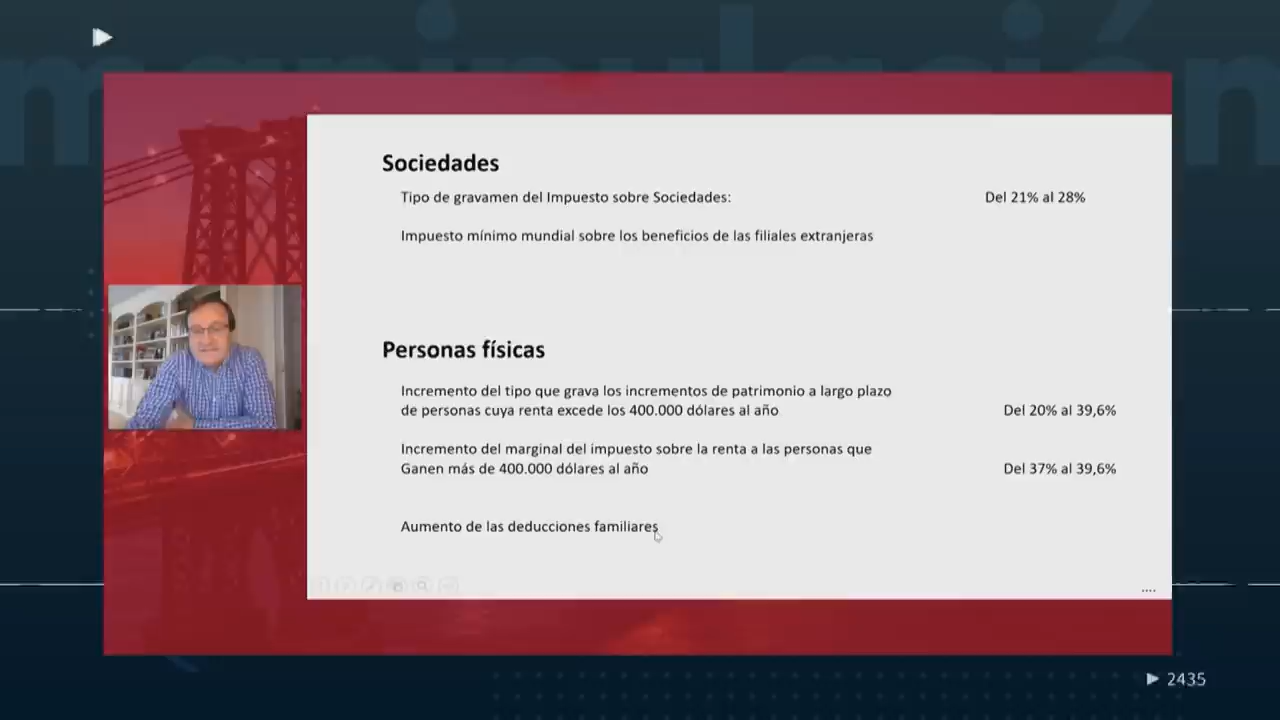 manipulación
Sociedades
Tipo de gravamen del Impuesto sobre Sociedades: Del 21% al 28%
Impuesto mínimo mundial sobre los beneficios de las filiales extranjeras
Personas físicas
Incremento del tipo que grava los incrementos de patrimonio a largo plazo
de personas cuya renta excede los 400.000 dólares al año Del 20% al 39,6%
Incremento del marginal del impuesto sobre la renta a las personas que
Ganen más de 400.000 dólares al año Del 37% al 39,6%
Aumento de las deducciones familiares
....
2435